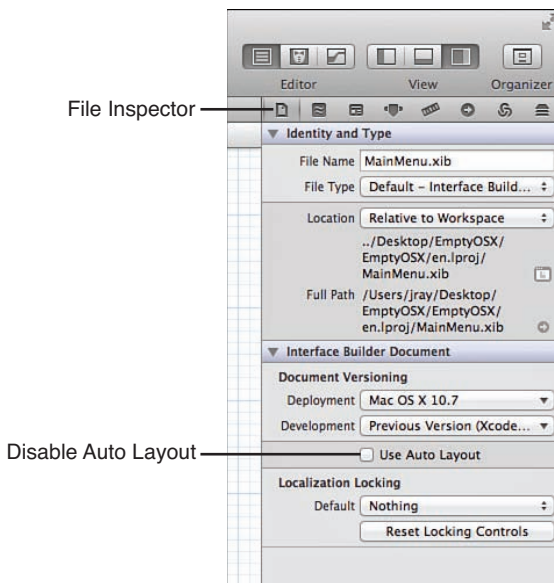 Editor View Organizer
File Inspector
Identity and Type
File Name MainMenu.xib
File Type Default – Interface Build...
Location Relative to Workspace
../Desktop/EmptyOSX/
EmptyOSX/en.lproj/
MainMenu.xib
Full Path /Users/jray/Desktop/
EmptyOSX/EmptyOSX/
en.lproj/MainMenu.xib
Interface Builder Document
Document Versioning
Deployment Mac OS X 10.7
Development Previous Version (Xcode...
Disable Auto Layout
Use Auto Layout
Localization Locking
Default Nothing
Reset Locking Controls